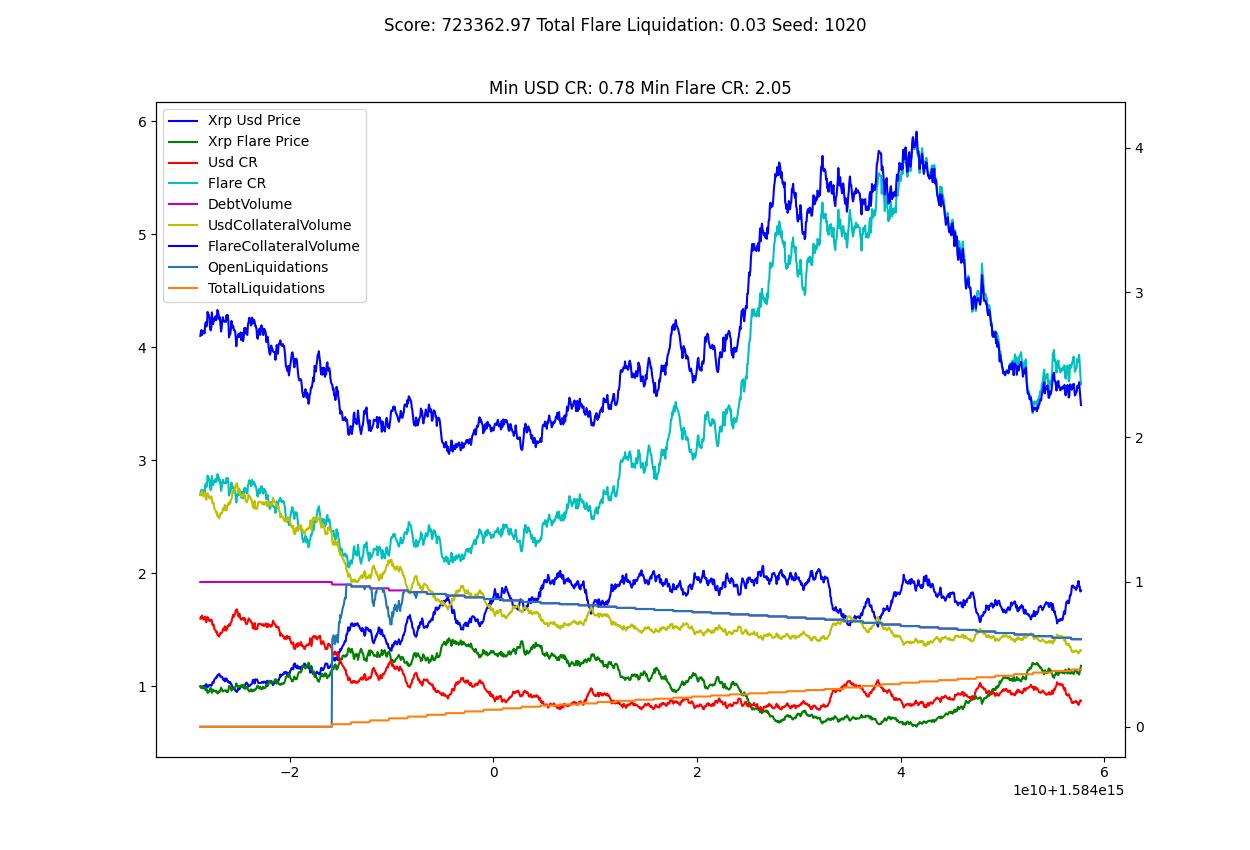 Score: 723362.97 Total Flare Liquidation: 0.03 Seed: 1020
Min USD CR: 0.78 Min Flare CR: 2.05
Xrp Usd Price
Xrp Flare Price
Usd CR
Flare CR
DebtVolume
UsdCollateralVolume
FlareCollateralVolume
OpenLiquidations
TotalLiquidations
6
5
4
3
2
1
4
3
2
1
0
−2 0 2 4 6
1e10+1.584e15